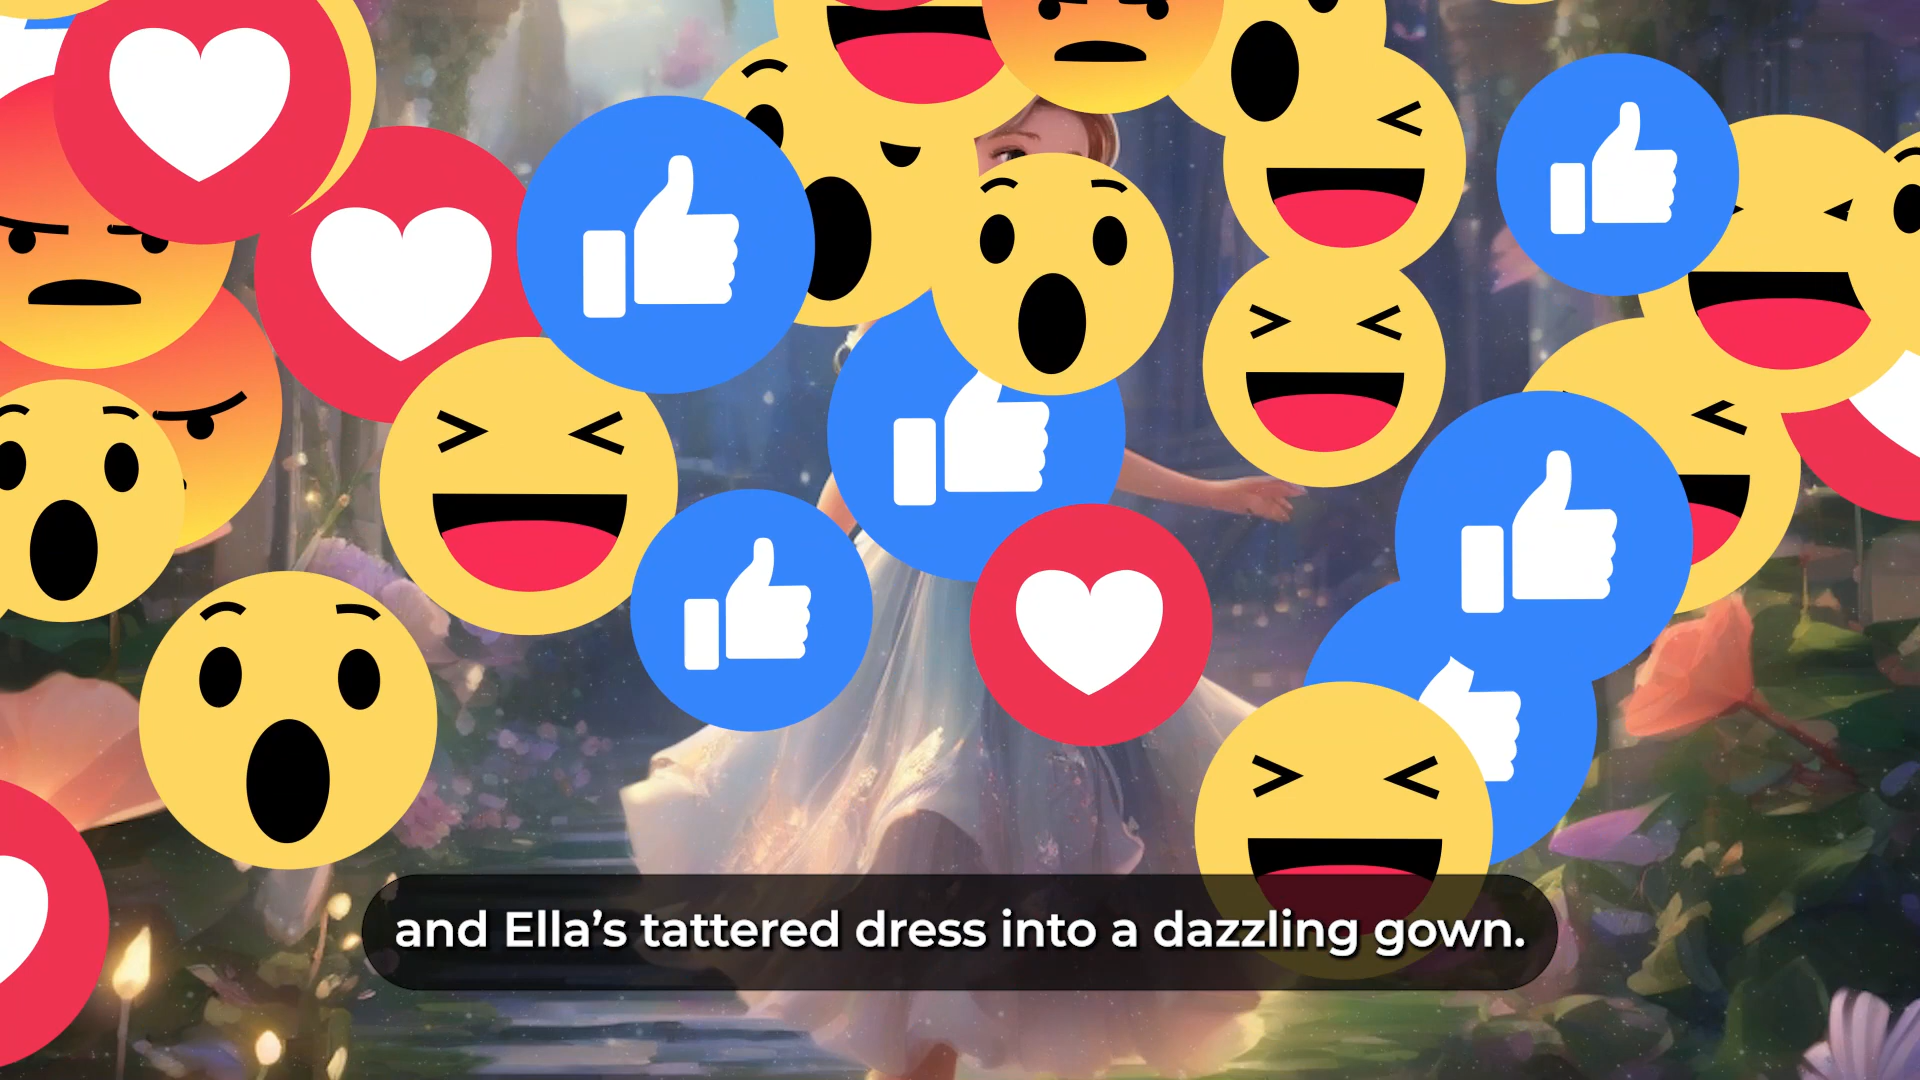 and Ella’s tattered dress into a dazzling gown.